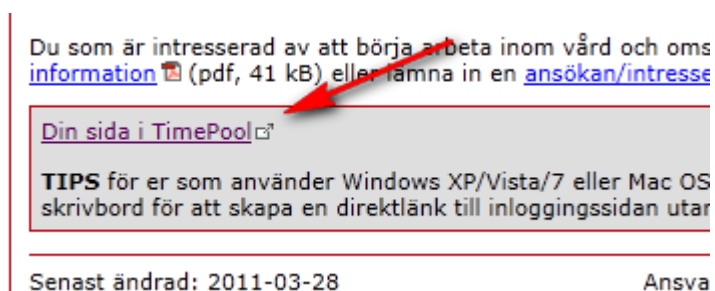 Du som är intresserad av att börja arbeta inom vård och oms
information (pdf, 41 kB) eller lämna in en ansökan/intresse
Din sida i TimePool
TIPS för er som använder Windows XP/Vista/7 eller Mac OS
skrivbord för att skapa en direktlänk till inloggingssidan utan
Senast ändrad: 2011-03-28 Ansva